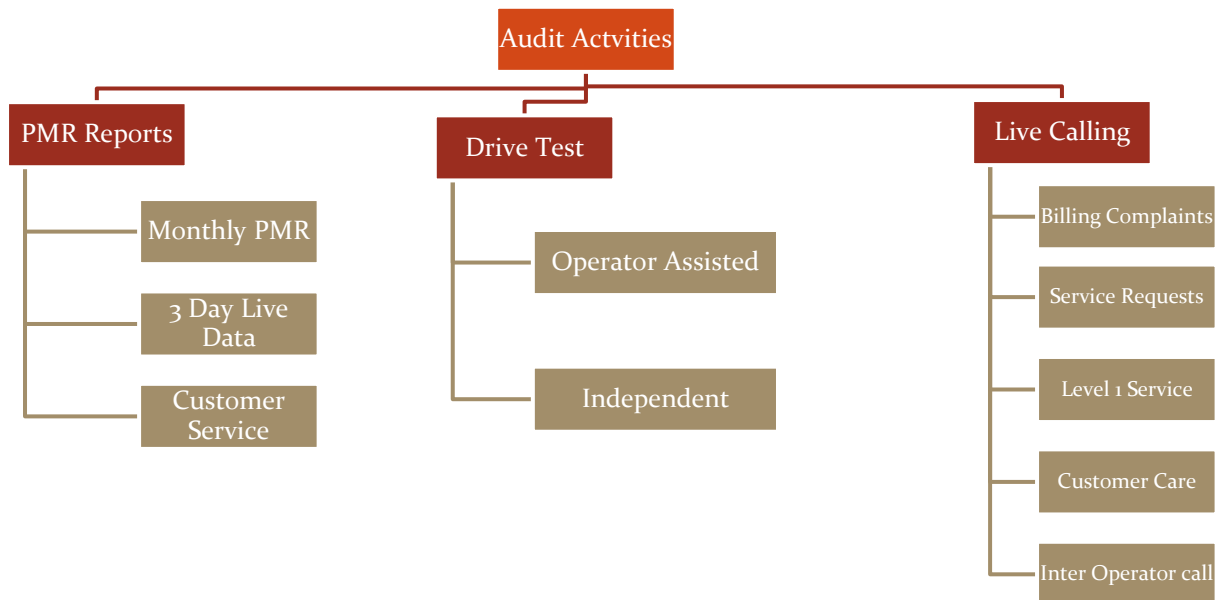 Audit Actvities
PMR Reports
Monthly PMR
3 Day Live
Data
Customer
Service
Drive Test
Operator Assisted
Independent
Live Calling
Billing Complaints
Service Requests
Level 1 Service
Customer Care
Inter Operator call